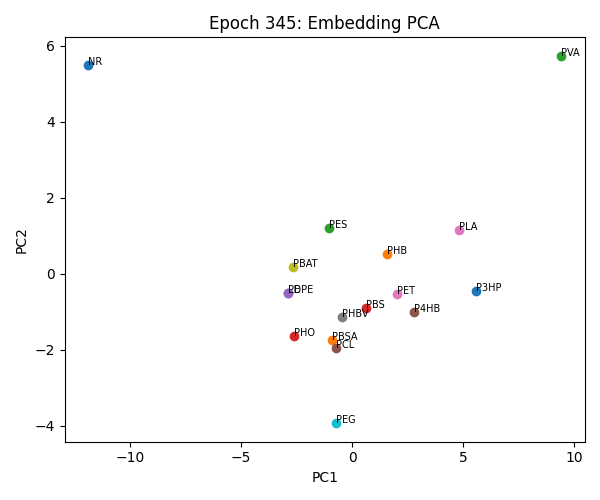 Epoch 345: Embedding PCA
NR
PVA
PES
PLA
PHB
PBAT
PET
P3HP
PBS
P4HB
PHBV
PHO
PBSA
PCL
PEG
6
4
2
0
−2
−4
PC2
−10
−5
0
5
10
PC1